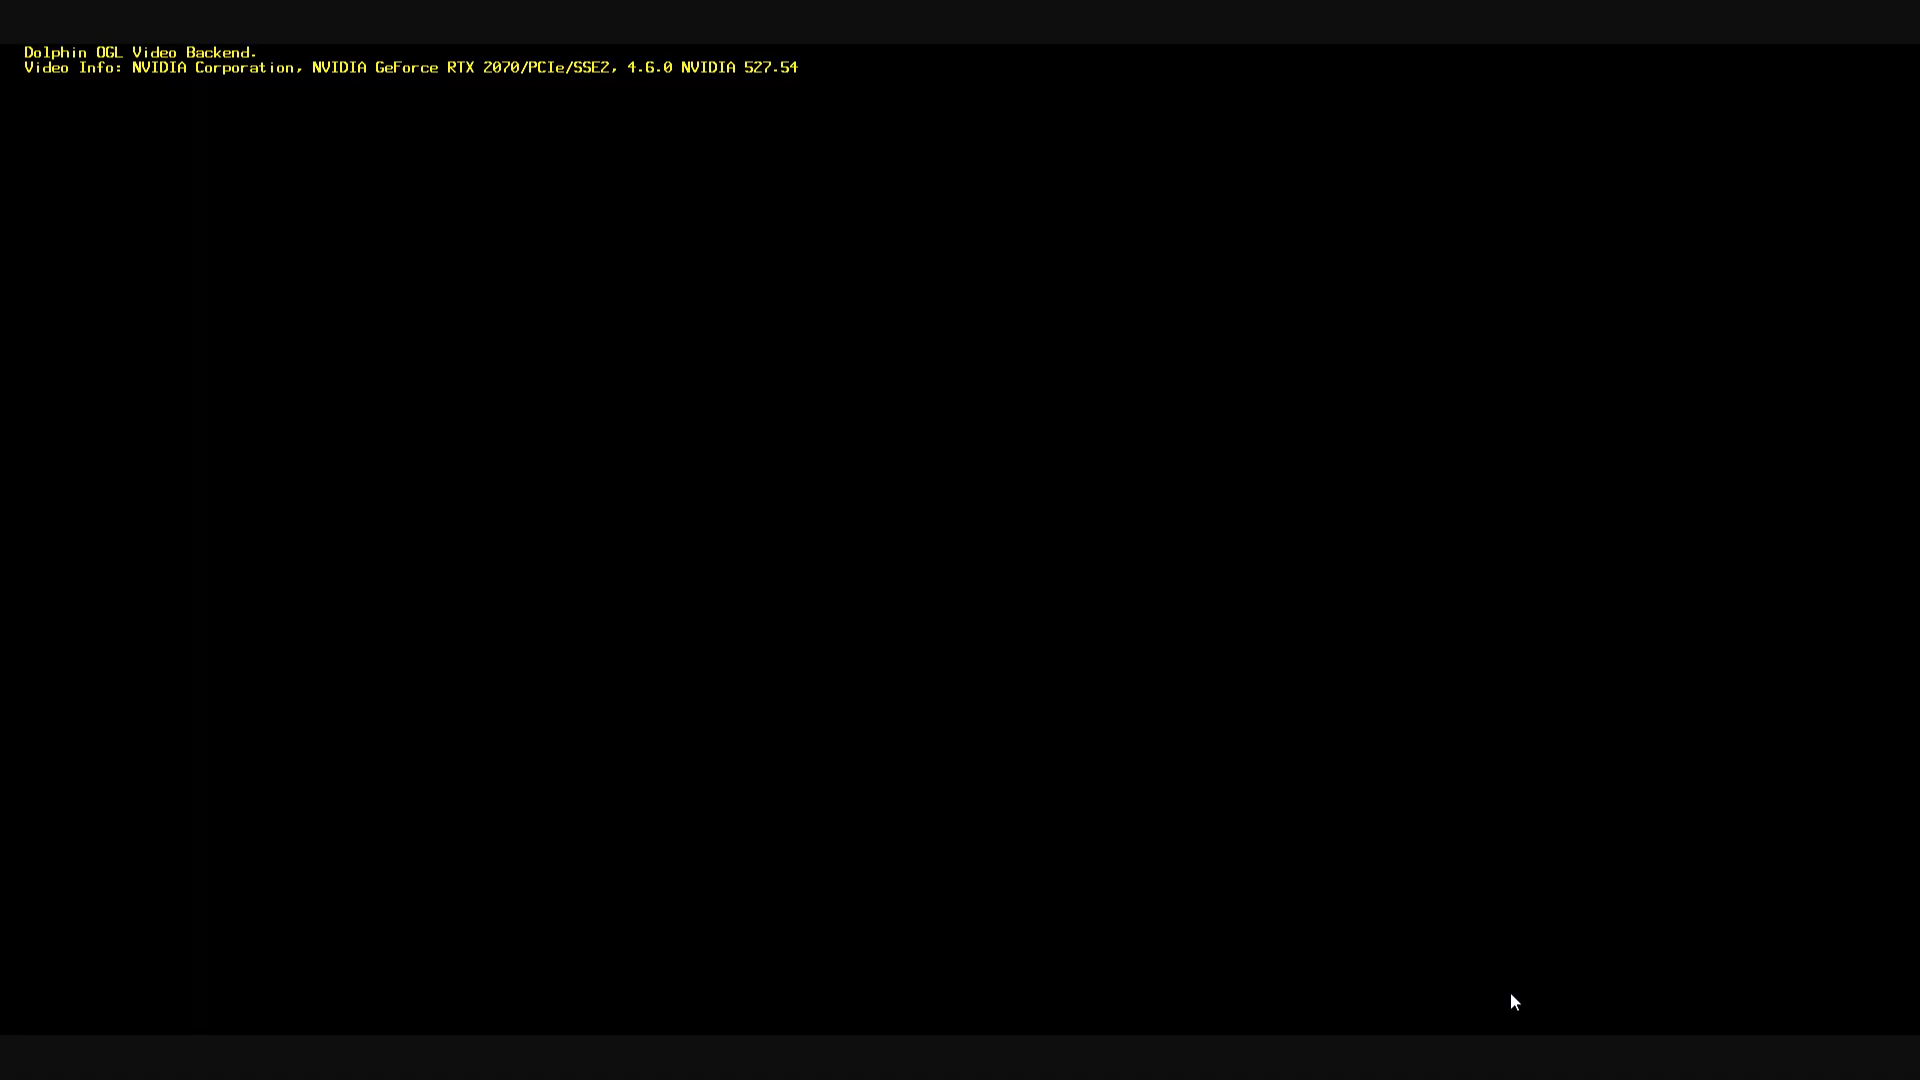 Dolphin OGL Video Backend.
Video Info: NVIDIA Corporation, NVIDIA GeForce RTX 2070/PCIe/SSE2, 4.6.0 NVIDIA 527.54